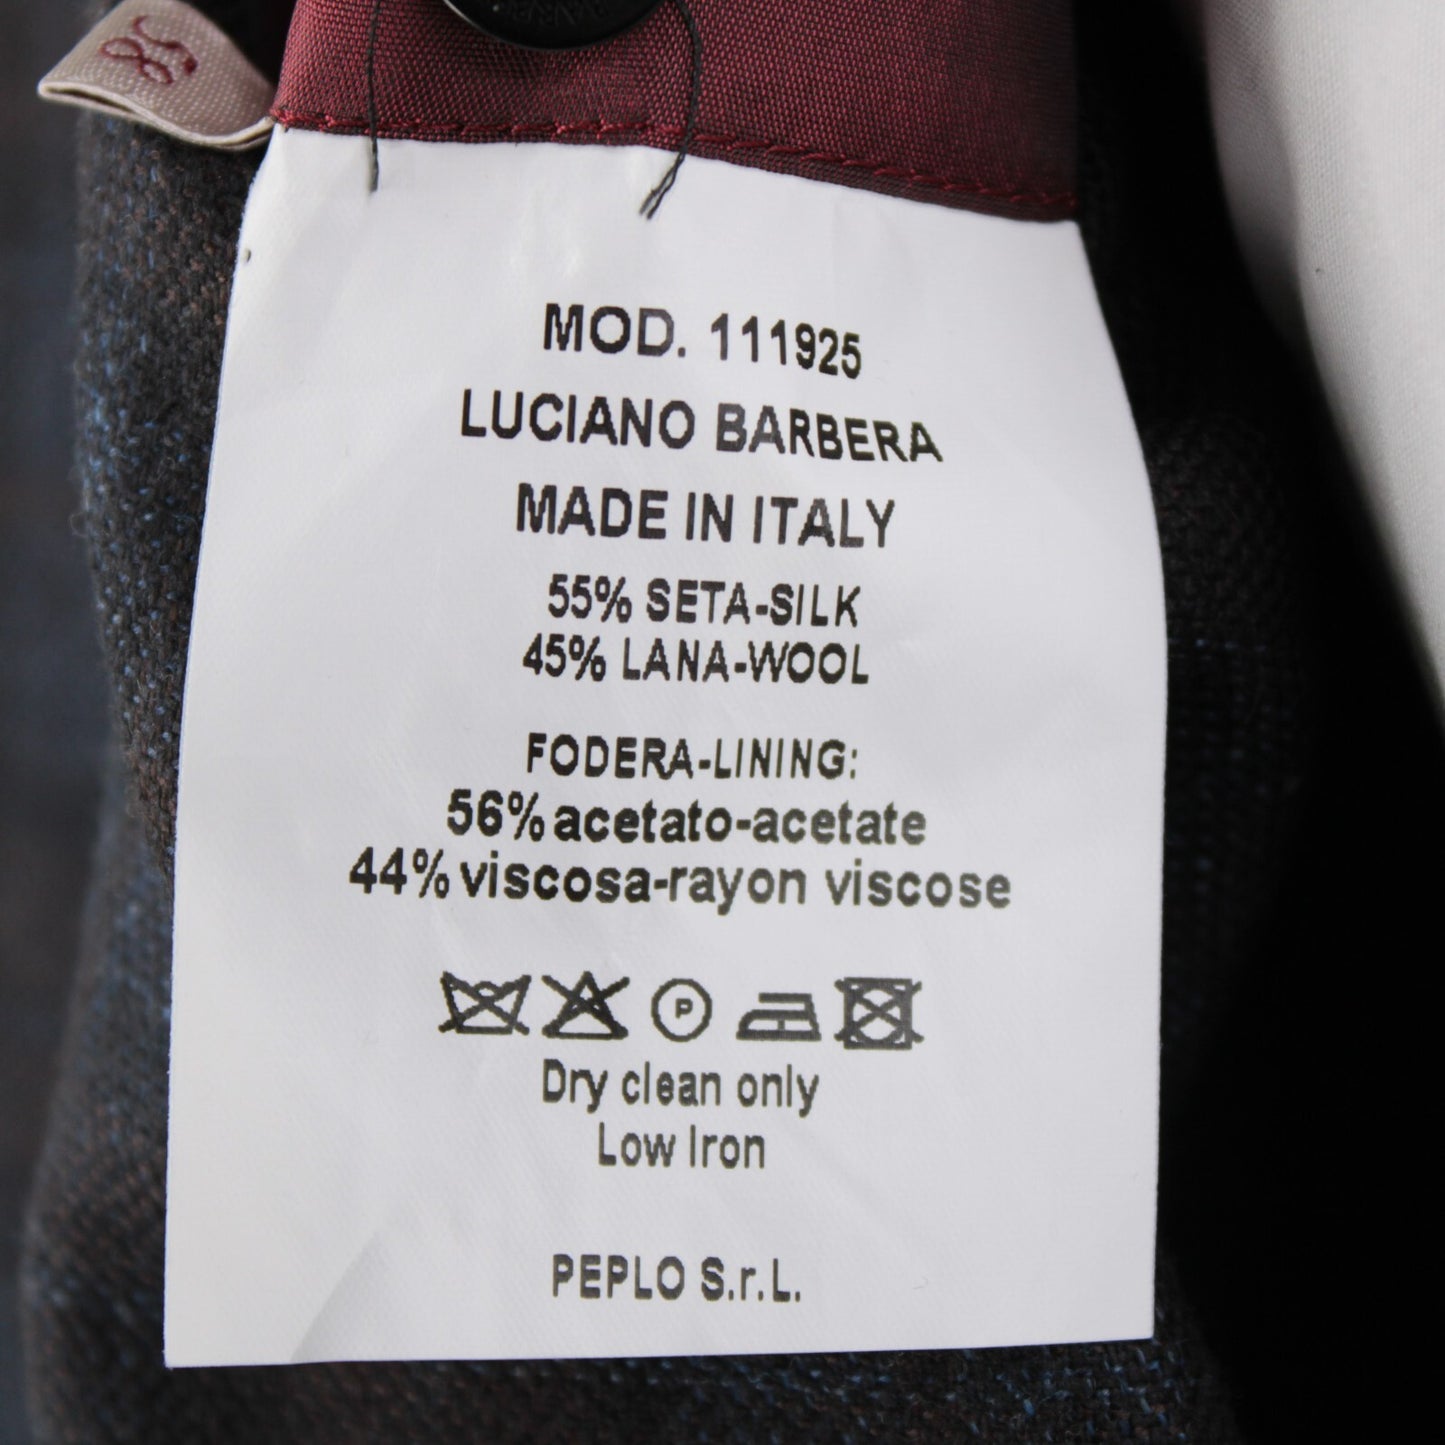 58
MOD. 111925
LUCIANO BARBERA
MADE IN ITALY
55% SETA-SILK
45% LANA-WOOL
FODERA-LINING:
56% acetato-acetate
44% viscosa-rayon viscose
P
Dry clean only
Low Iron
PEPLO S.r.L.